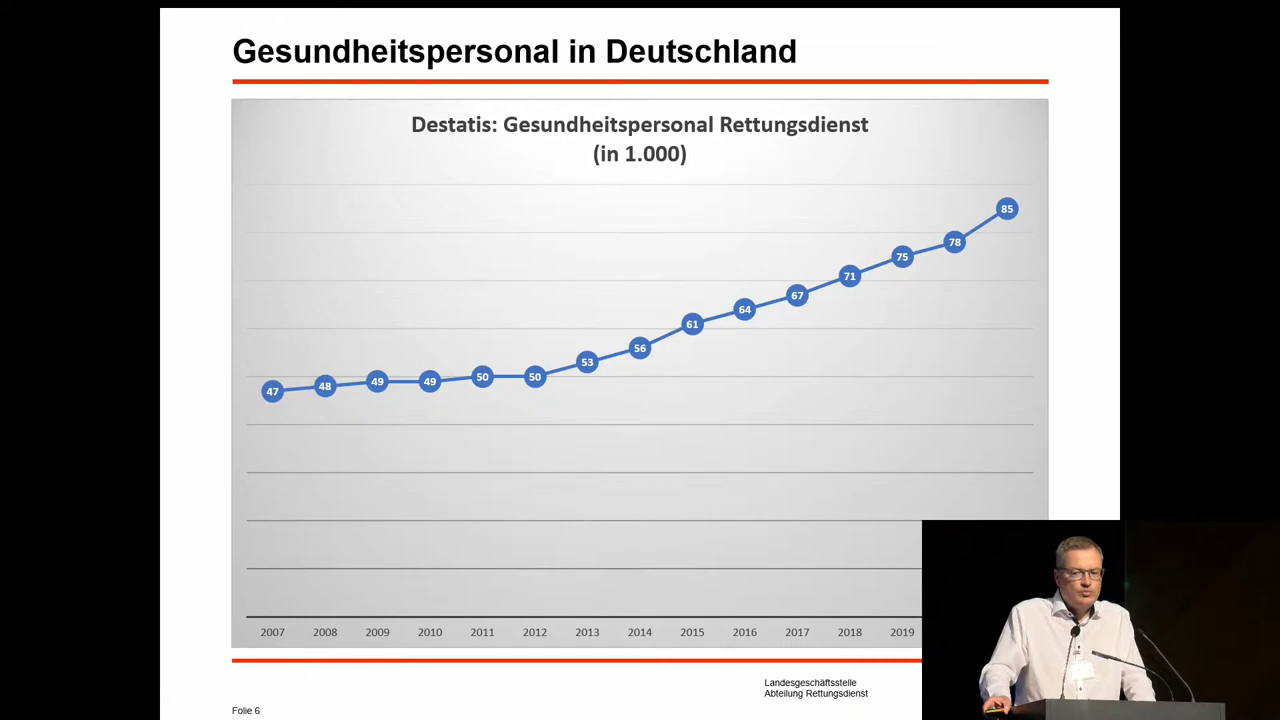 Gesundheitspersonal in Deutschland
Destatis: Gesundheitspersonal Rettungsdienst
(in 1.000)
47 48 49 49 50 50 53 56 61 64 67 71 75 78 85
2007 2008 2009 2010 2011 2012 2013 2014 2015 2016 2017 2018 2019
Landesgeschäftsstelle
Abteilung Rettungsdienst
Folie 6